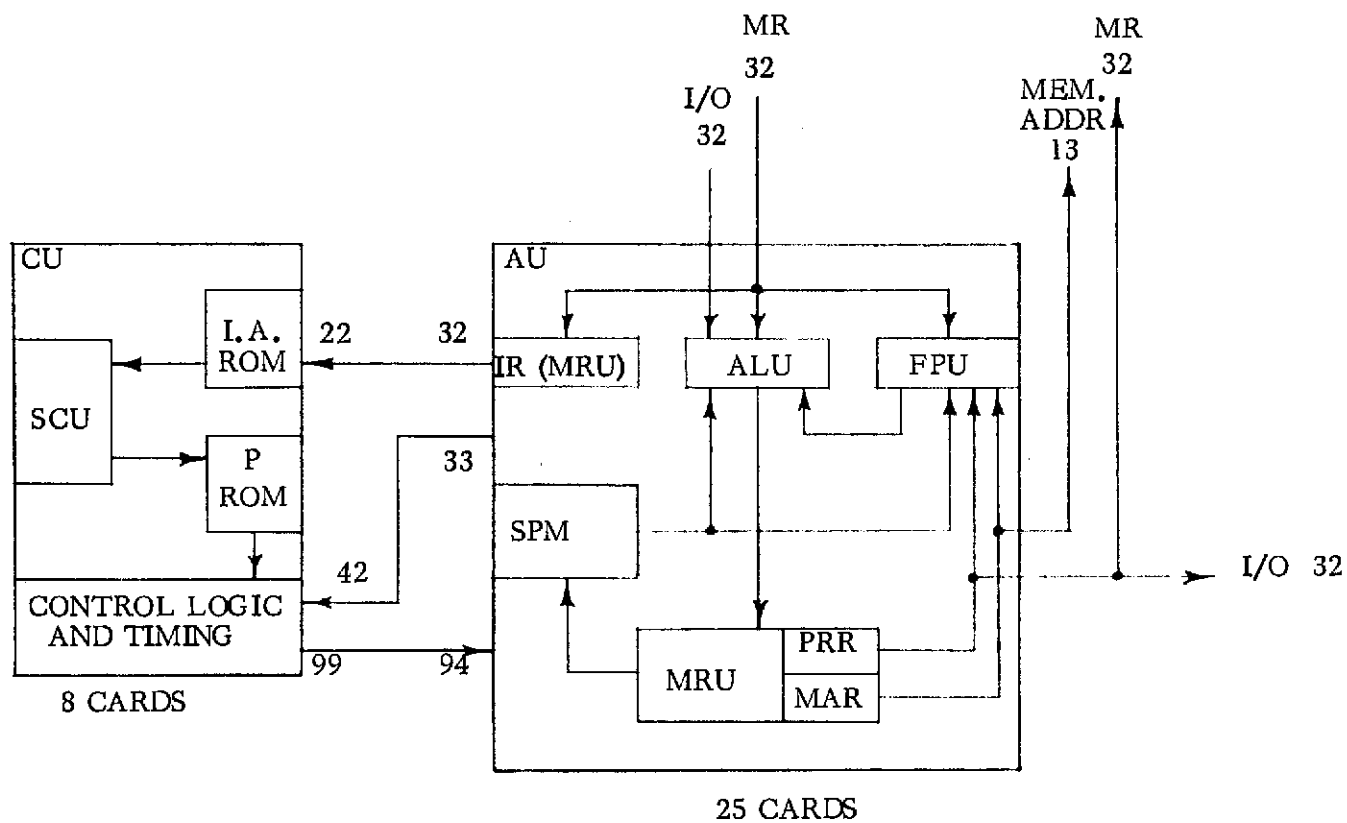 MR
32
I/O
32
MEM.
ADDR
13
MR
32
CU
I. A.
ROM
SCU
P
ROM
CONTROL LOGIC
AND TIMING
8 CARDS
22
32
33
42
99
94
AU
IR (MRU)
ALU
FPU
SPM
MRU
PRR
MAR
I/O 32
25 CARDS